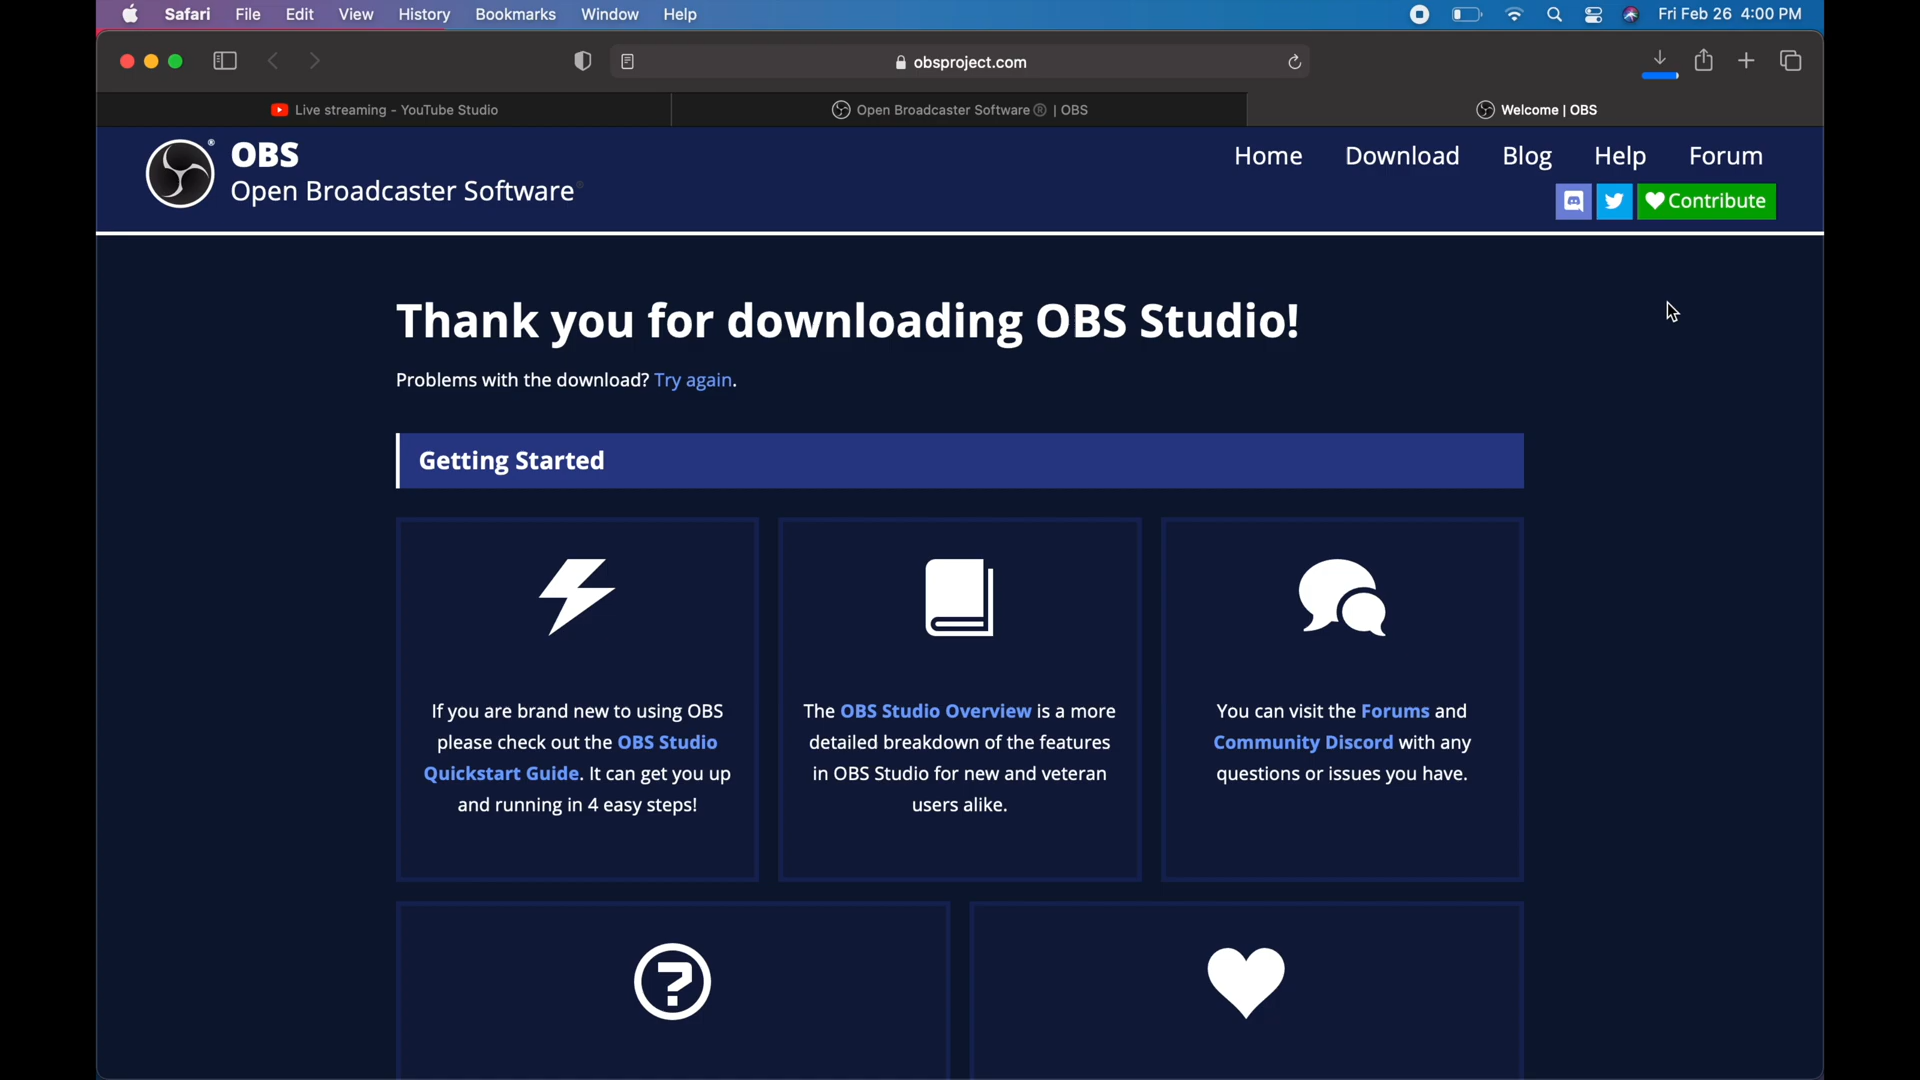 Safari File Edit View History Bookmarks Window Help Fri Feb 26 4:00 PM
obsproject.com
Live streaming - YouTube Studio Open Broadcaster Software® | OBS Welcome | OBS
OBS
Open Broadcaster Software®
Home Download Blog Help Forum
Contribute
Thank you for downloading OBS Studio!
Problems with the download? Try again.
Getting Started
If you are brand new to using OBS
please check out the OBS Studio
Quickstart Guide. It can get you up
and running in 4 easy steps!
The OBS Studio Overview is a more
detailed breakdown of the features
in OBS Studio for new and veteran
users alike.
You can visit the Forums and
Community Discord with any
questions or issues you have.